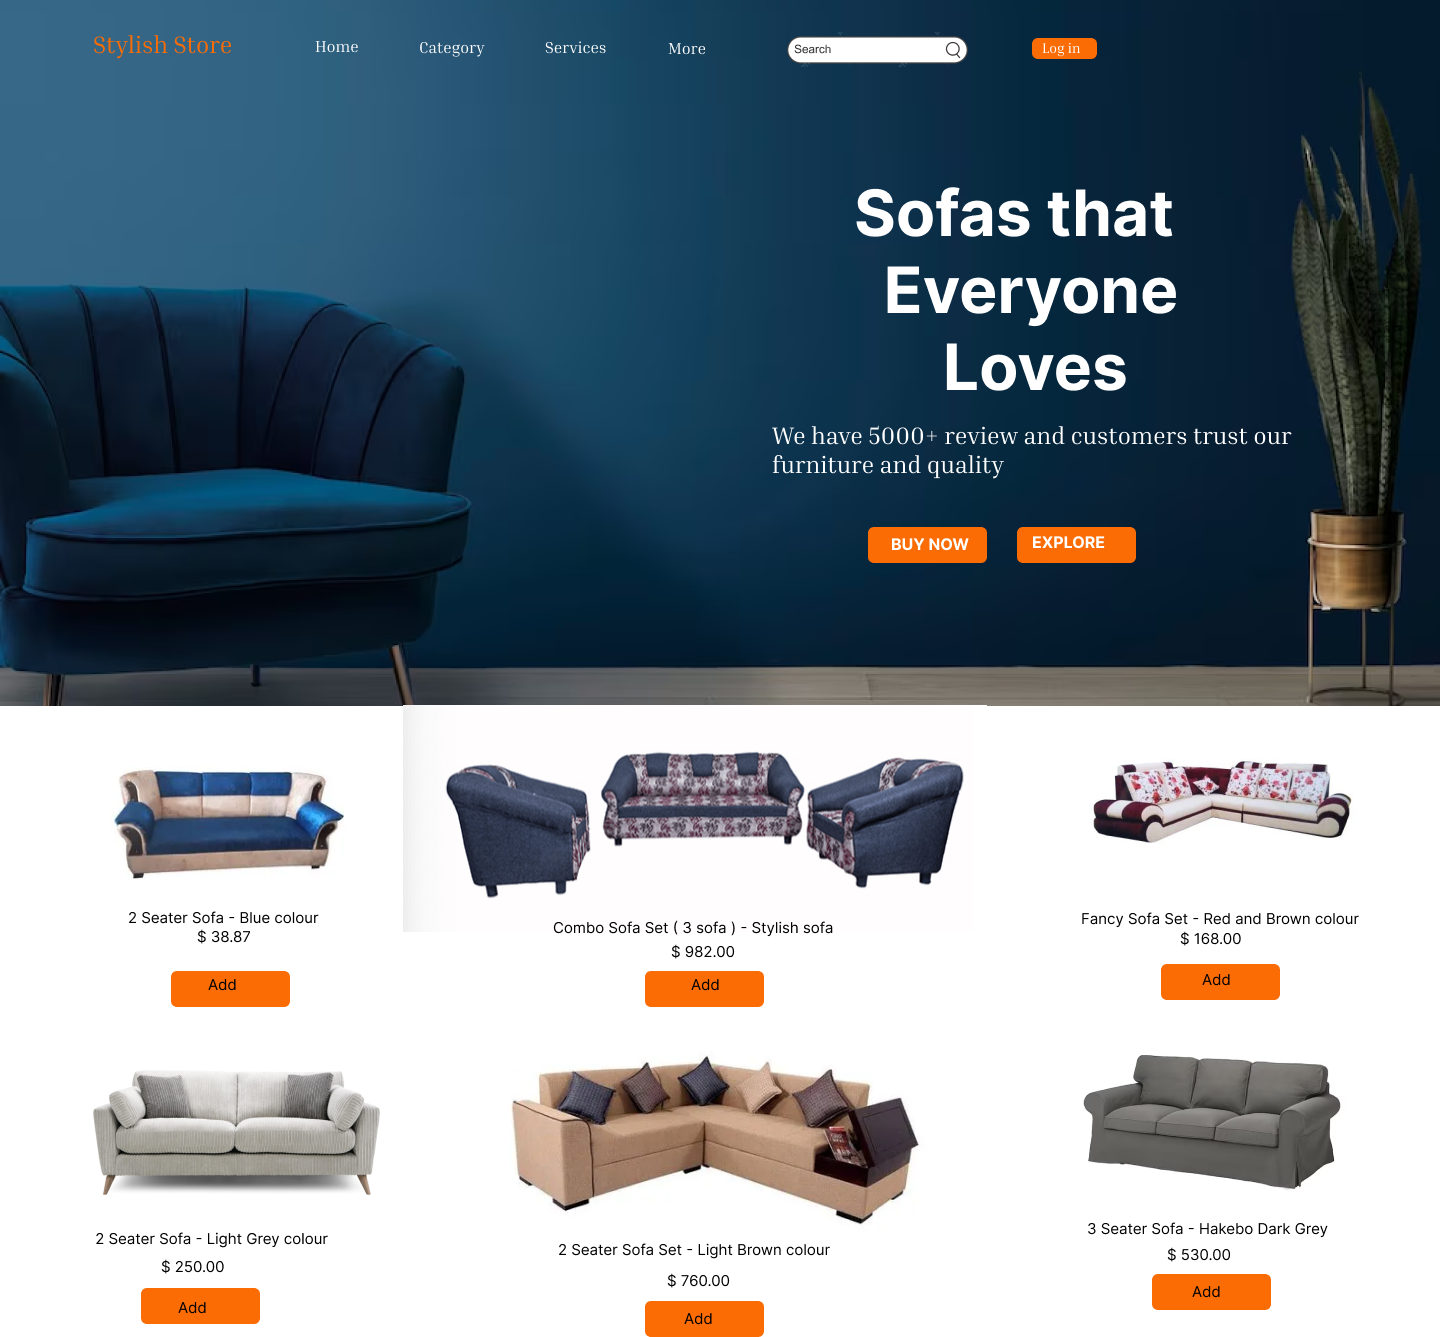 Stylish Store
Home
Category
Services
More
Search
Log in
Sofas that
Everyone
Loves
We have 5000+ review and customers trust our
furniture and quality
BUY NOW
EXPLORE
2 Seater Sofa - Blue colour
$ 38.87
Add
Combo Sofa Set ( 3 sofa ) - Stylish sofa
$ 982.00
Add
Fancy Sofa Set - Red and Brown colour
$ 168.00
Add
2 Seater Sofa - Light Grey colour
$ 250.00
Add
2 Seater Sofa Set - Light Brown colour
$ 760.00
Add
3 Seater Sofa - Hakebo Dark Grey
$ 530.00
Add